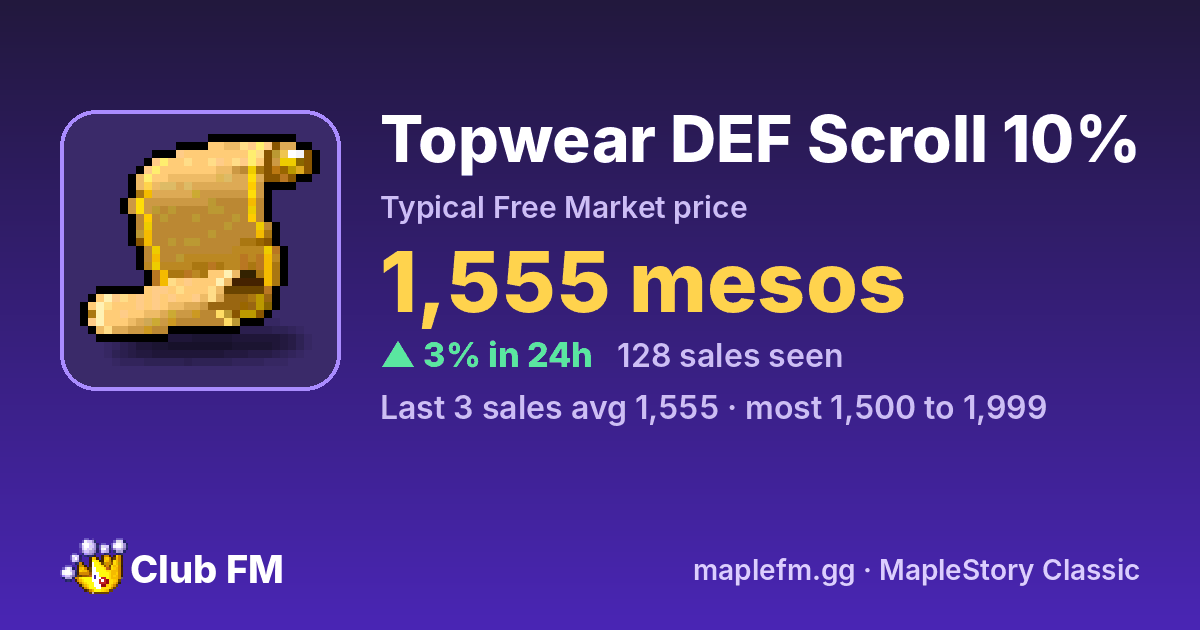 Topwear DEF Scroll 10%
Typical Free Market price
1,555 mesos
▲ 3% in 24h 128 sales seen
Last 3 sales avg 1,555 · most 1,500 to 1,999
Club FM
maplefm.gg · MapleStory Classic